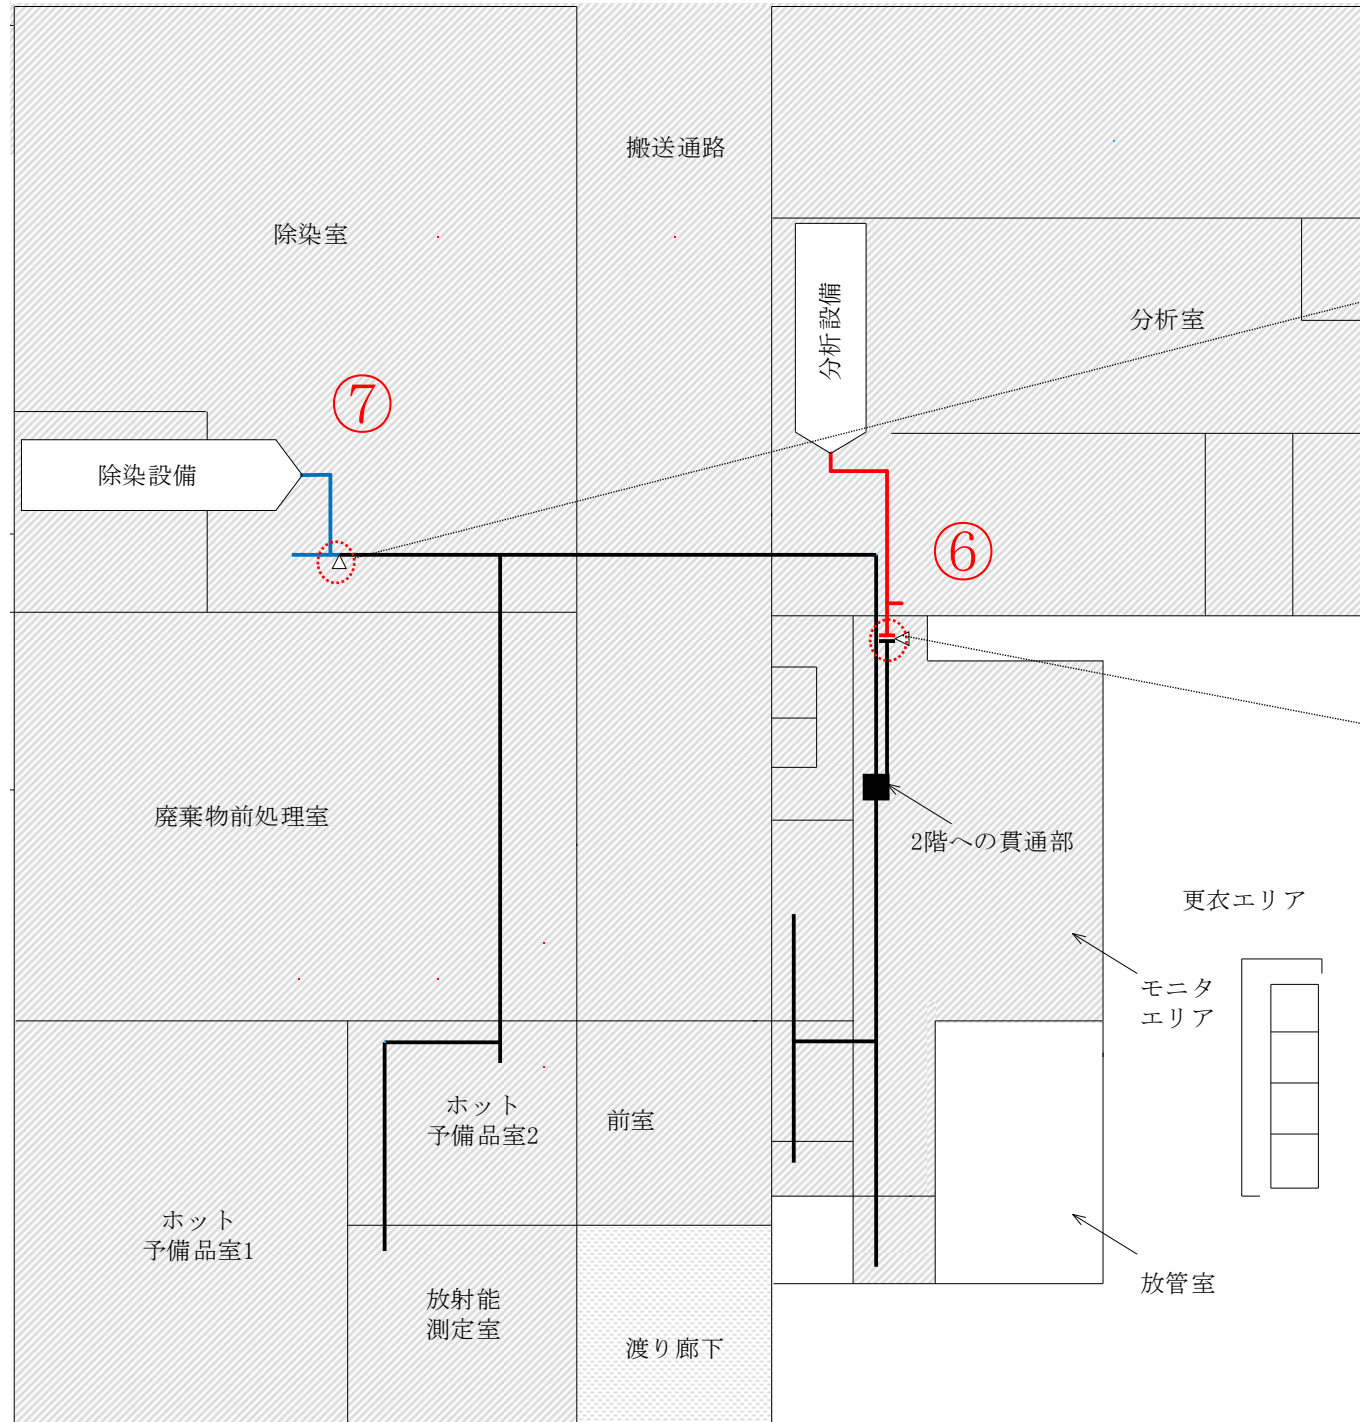 搬送通路
除染室
分析設備
分析室
⑦
除染設備
⑥
廃棄物前処理室
2階への貫通部
更衣エリア
モニタ
エリア
ホット
予備品室2
前室
ホット
予備品室1
放管室
放射能
測定室
渡り廊下